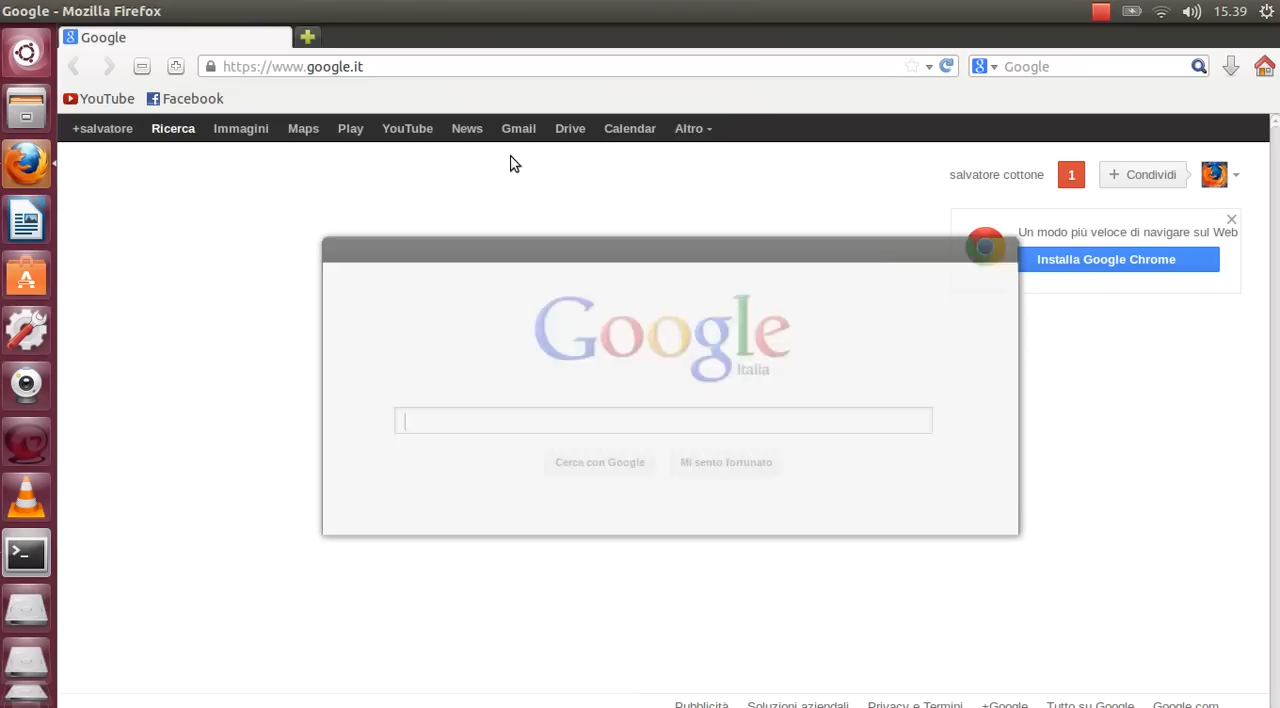 Google - Mozilla Firefox
15.39
Google
https://www.google.it
Google
YouTube Facebook
+salvatore Ricerca Immagini Maps Play YouTube News Gmail Drive Calendar Altro
salvatore cottone 1 + Condividi
Un modo più veloce di navigare sul Web
Installa Google Chrome
Google
Italia
Cerca con Google Mi sento fortunato
Pubblicità Soluzioni aziendali Privacy e Termini +Google Tutto su Google Google.com